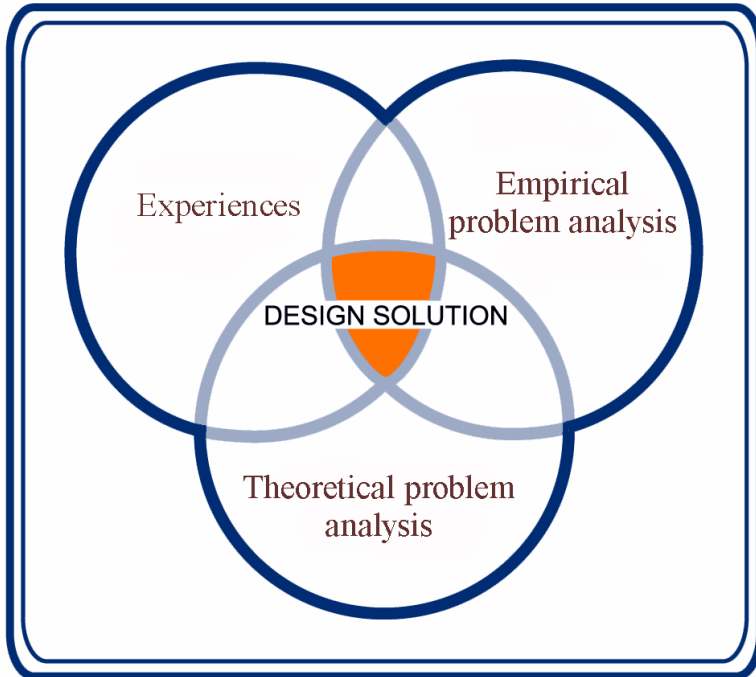 Experiences
Empirical
problem analysis
DESIGN SOLUTION
Theoretical problem
analysis